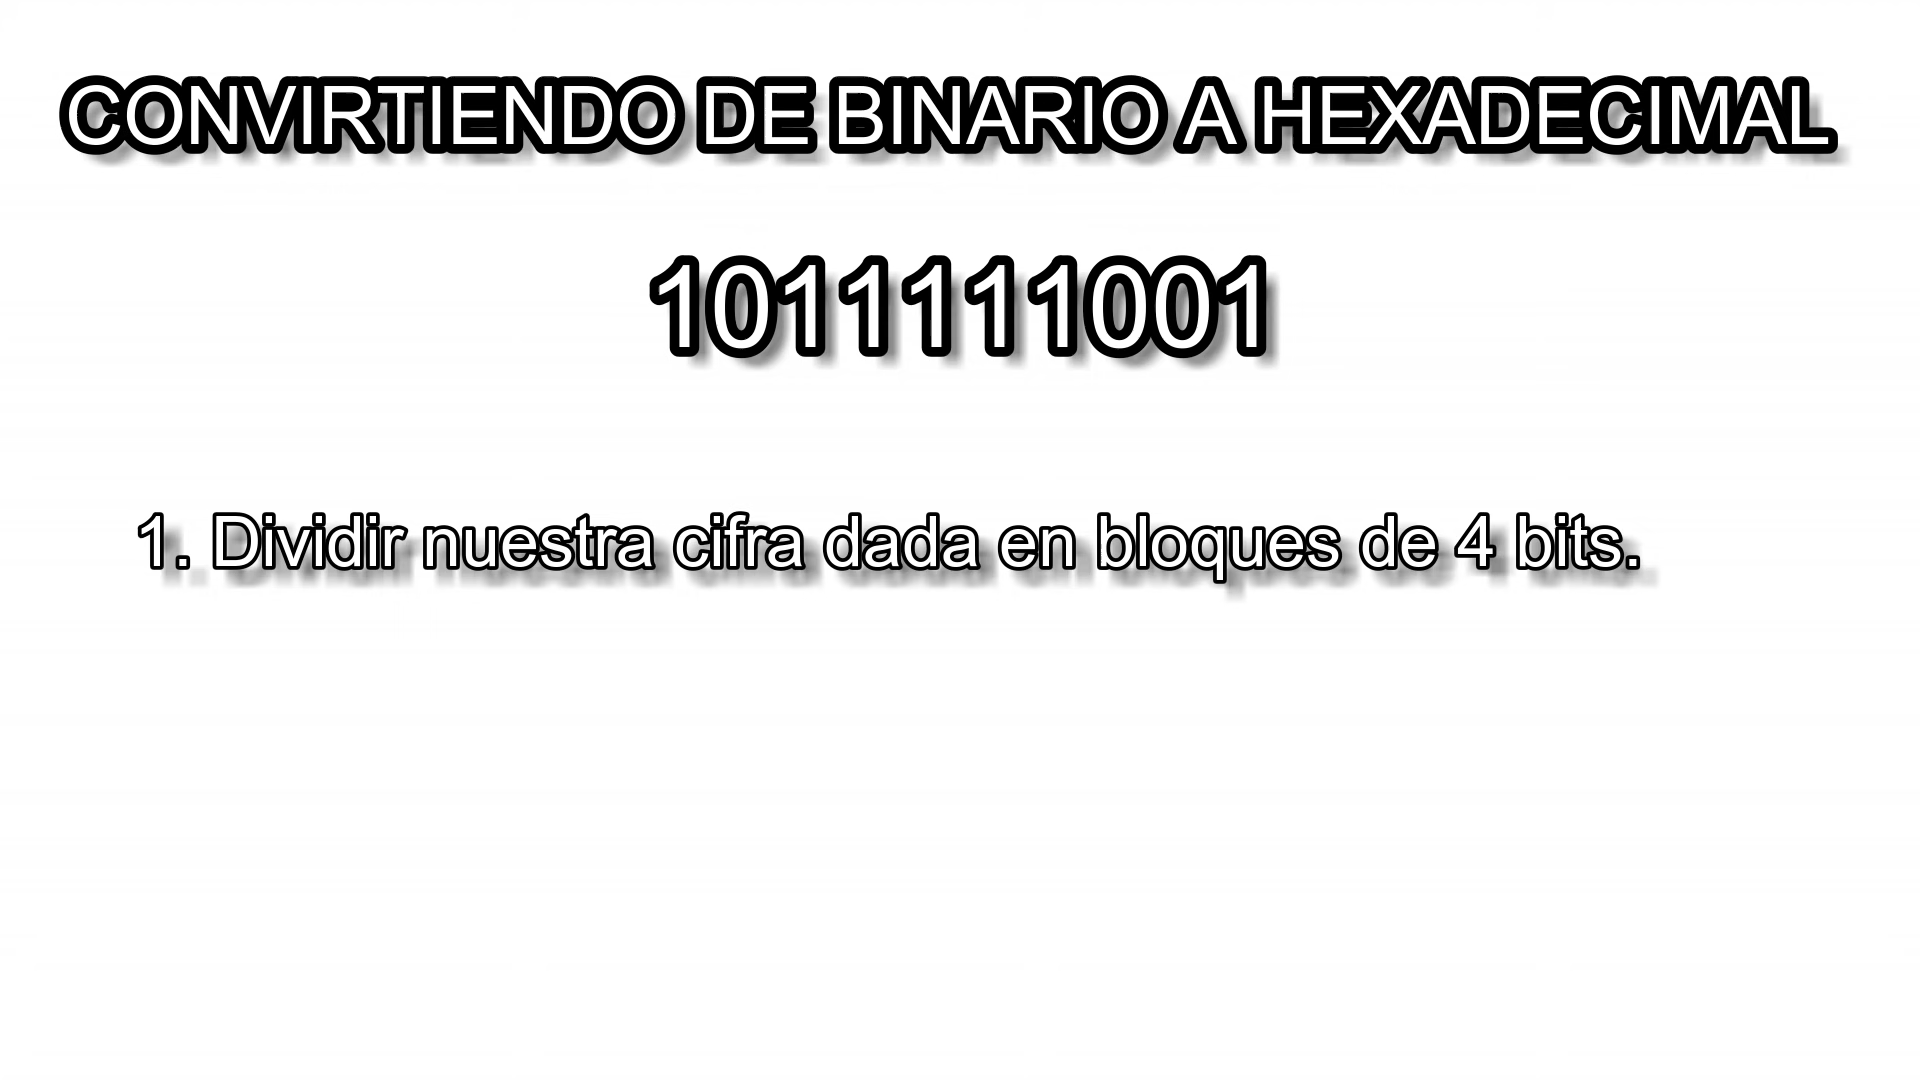 CONVIRTIENDO DE BINARIO A HEXADECIMAL
1011111001
1. Dividir nuestra cifra dada en bloques de 4 bits.